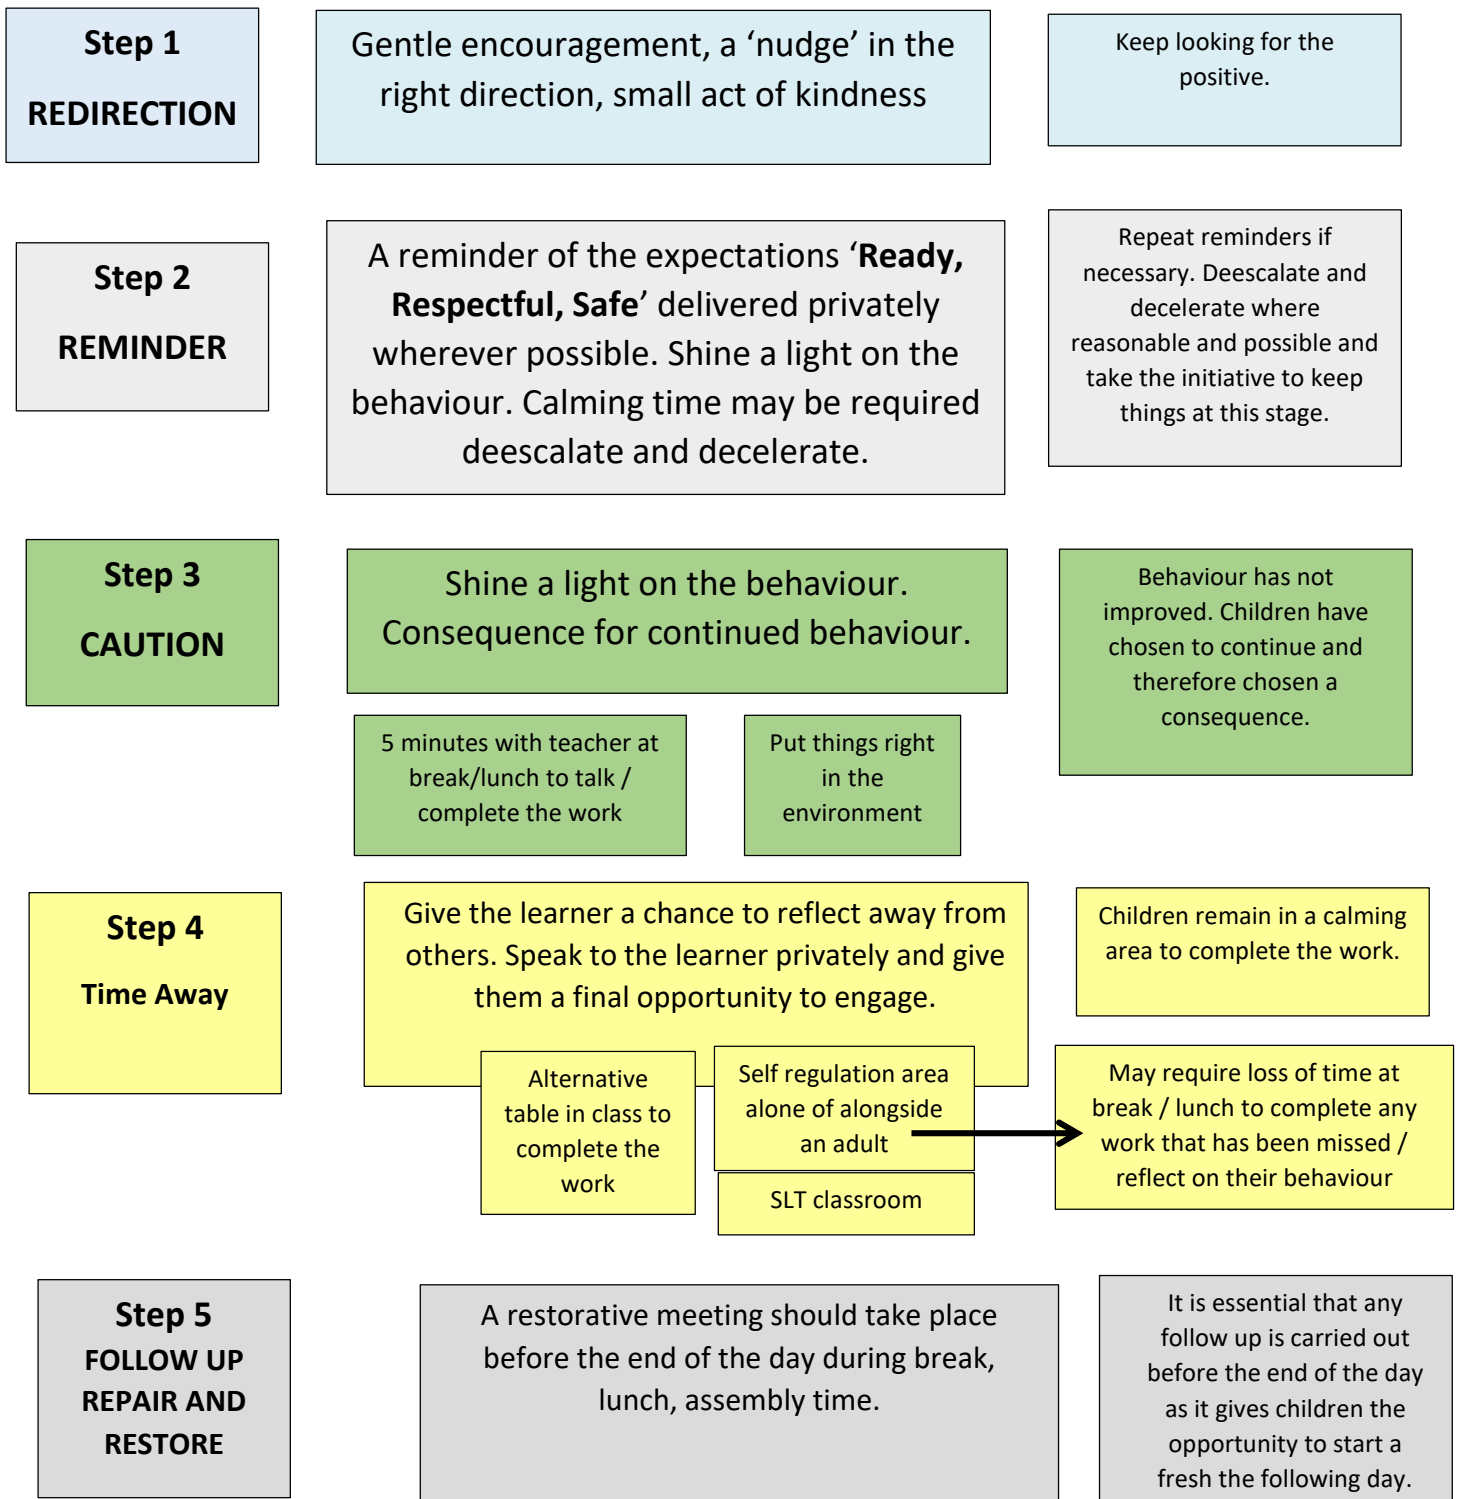 Step 1
REDIRECTION
Gentle encouragement, a ‘nudge’ in the
right direction, small act of kindness
Keep looking for the
positive.
Step 2
REMINDER
A reminder of the expectations ‘Ready,
Respectful, Safe’ delivered privately
wherever possible. Shine a light on the
behaviour. Calming time may be required
deescalate and decelerate.
Repeat reminders if
necessary. Deescalate and
decelerate where
reasonable and possible and
take the initiative to keep
things at this stage.
Step 3
CAUTION
Shine a light on the behaviour.
Consequence for continued behaviour.
Behaviour has not
improved. Children have
chosen to continue and
therefore chosen a
consequence.
5 minutes with teacher at
break/lunch to talk /
complete the work
Put things right
in the
environment
Step 4
Time Away
Give the learner a chance to reflect away from
others. Speak to the learner privately and give
them a final opportunity to engage.
Children remain in a calming
area to complete the work.
Alternative
table in class to
complete the
work
Self regulation area
alone of alongside
an adult
SLT classroom
May require loss of time at
break / lunch to complete any
work that has been missed /
reflect on their behaviour
Step 5
FOLLOW UP
REPAIR AND
RESTORE
A restorative meeting should take place
before the end of the day during break,
lunch, assembly time.
It is essential that any
follow up is carried out
before the end of the day
as it gives children the
opportunity to start a
fresh the following day.